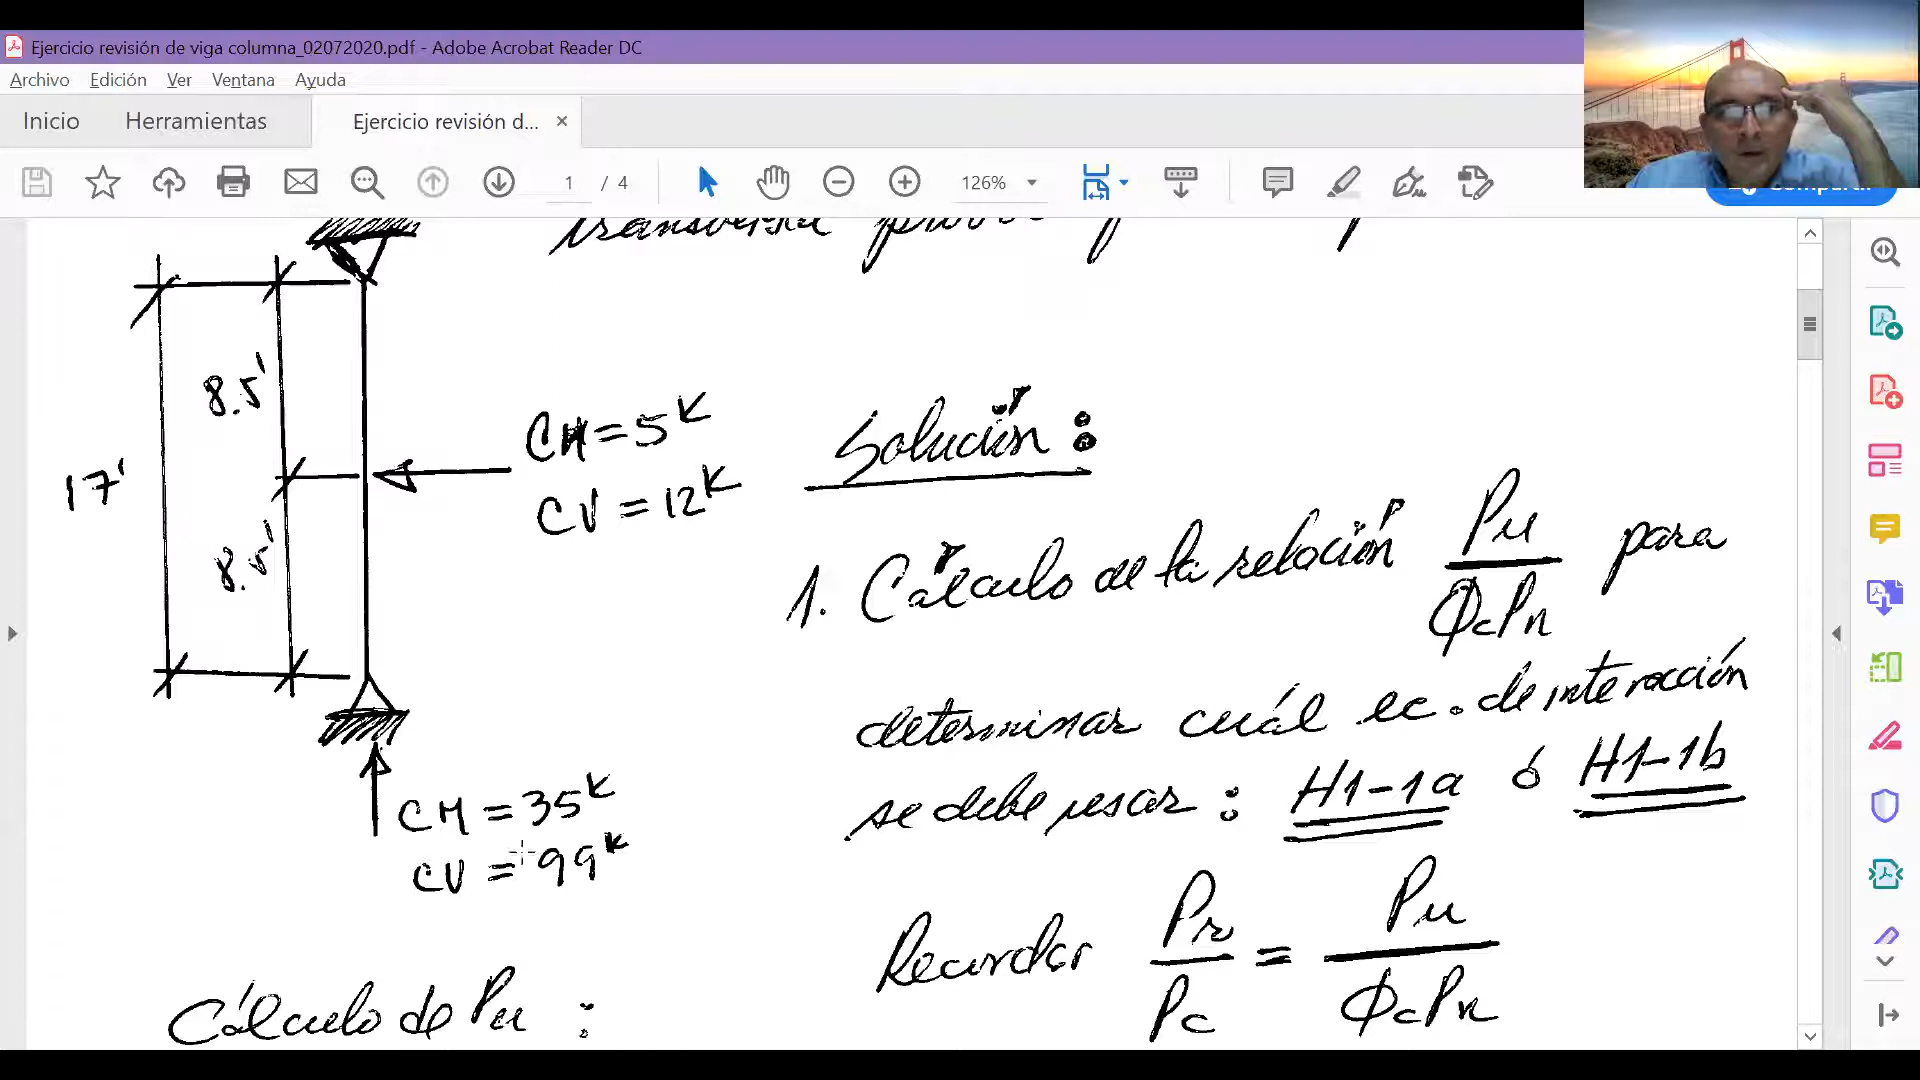 Ejercicio revisión de viga columna_02072020.pdf - Adobe Acrobat Reader DC
Archivo Edición Ver Ventana Ayuda
Inicio Herramientas Ejercicio revisión d... ×
1 / 4 126%
8.5'
17'
8.5'
CM = 5K
CV = 12K
CM = 35K
CV = 99K
Cálculo de Pu :
Solución :
1. Cálculo de la relación Pu / ΦcPn para
determinar cuál ec. de interacción
se debe usar : H1-1a ó H1-1b
Recordar Pr / Pc = Pu / ΦcPn